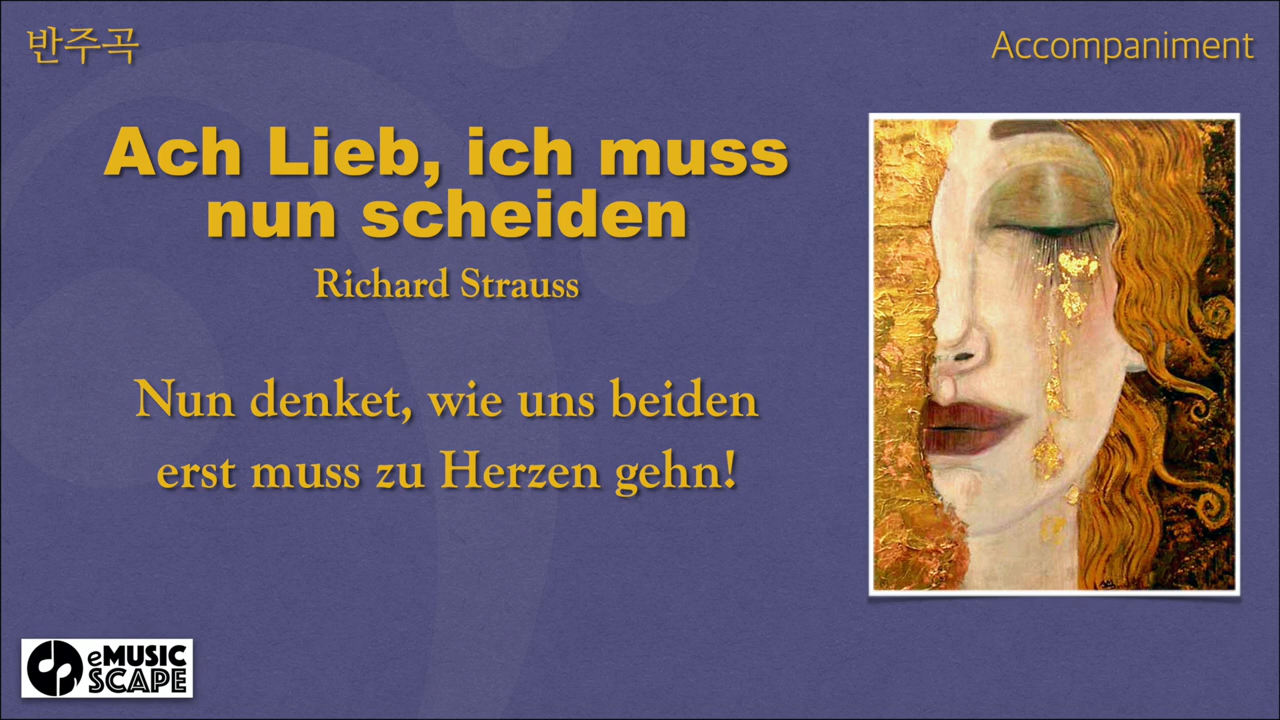 반주곡
Accompaniment
Ach Lieb, ich muss
nun scheiden
Richard Strauss
Nun denket, wie uns beiden
erst muss zu Herzen gehn!
eMUSIC
SCAPE